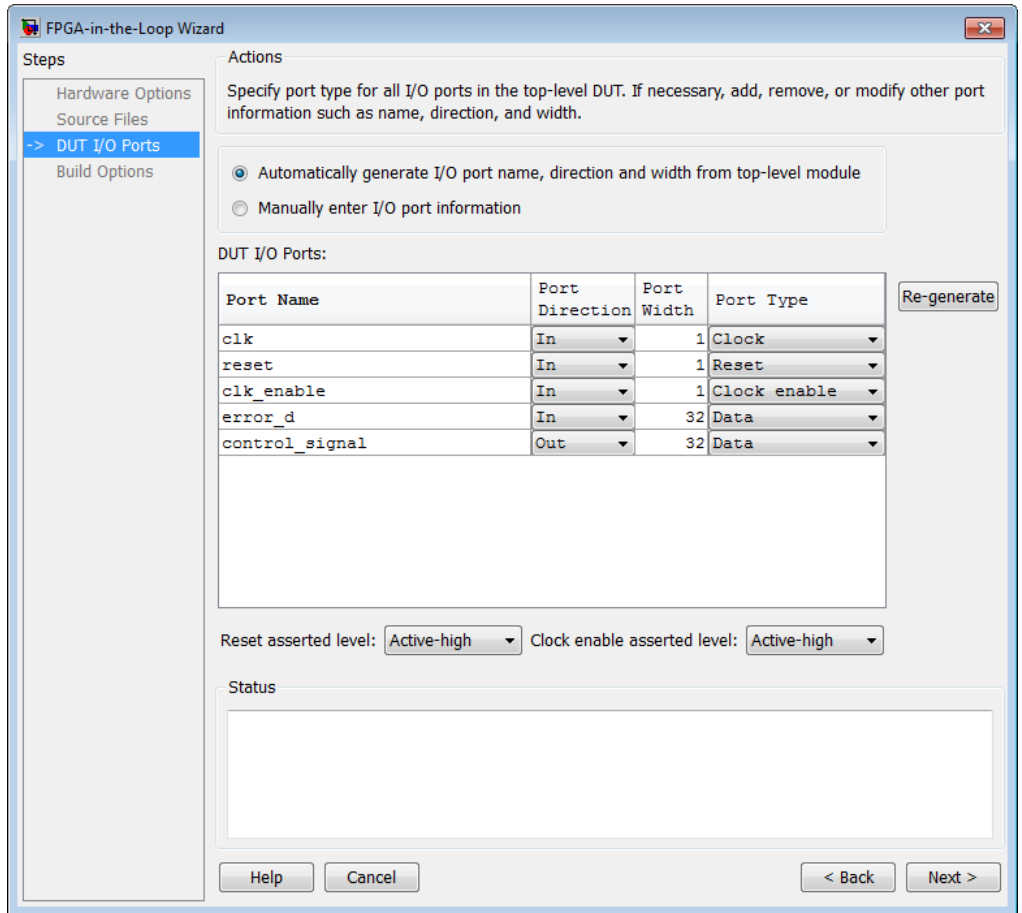 FPGA-in-the-Loop Wizard
Steps
Hardware Options
Source Files
-> DUT I/O Ports
Build Options
Actions
Specify port type for all I/O ports in the top-level DUT. If necessary, add, remove, or modify other port
information such as name, direction, and width.
Automatically generate I/O port name, direction and width from top-level module
Manually enter I/O port information
DUT I/O Ports:
Port Name Port Direction Port Width Port Type
clk In 1 Clock
reset In 1 Reset
clk_enable In 1 Clock enable
error_d In 32 Data
control_signal Out 32 Data
Re-generate
Reset asserted level: Active-high Clock enable asserted level: Active-high
Status
Help Cancel < Back Next >